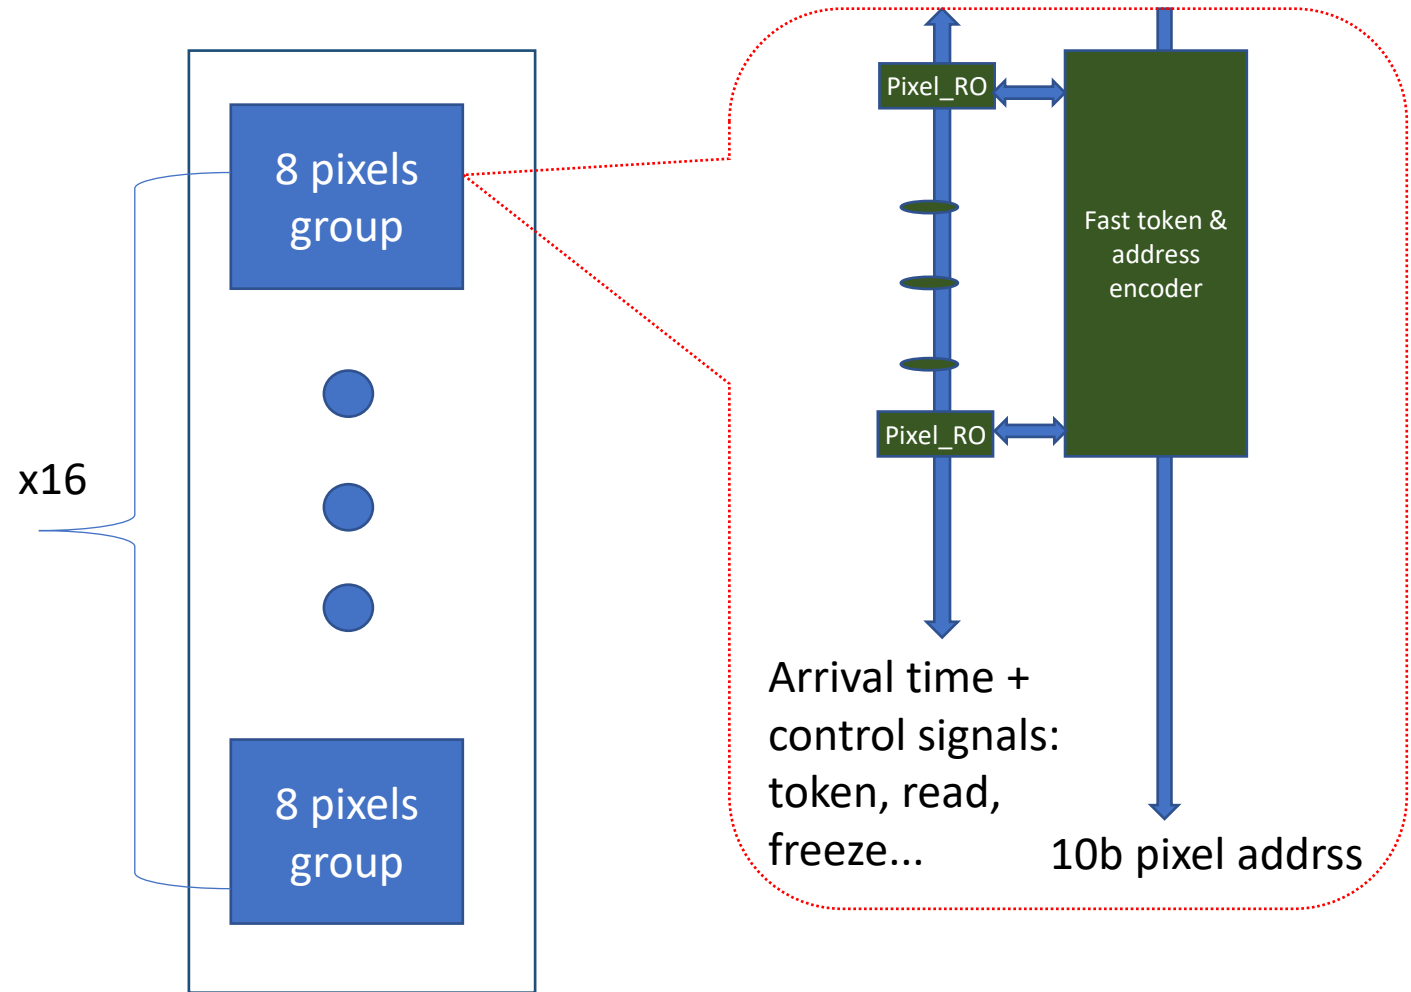 8 pixels
group
x16
8 pixels
group
Pixel_RO
Fast token &
address
encoder
Pixel_RO
Arrival time +
control signals:
token, read,
freeze...
10b pixel addrss